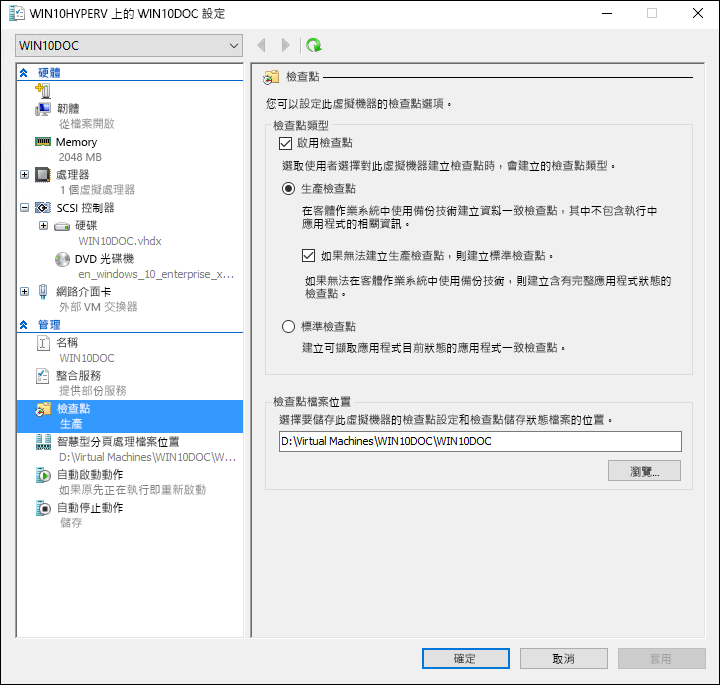 WIN10HYPERV 上的 WIN10DOC 設定
WIN10DOC
硬體
韌體
從檔案開啟
Memory
2048 MB
處理器
1 個虛擬處理器
SCSI 控制器
硬碟
WIN10DOC.vhdx
DVD 光碟機
en_windows_10_enterprise_x...
網路介面卡
外部 VM 交換器
管理
名稱
WIN10DOC
整合服務
提供部份服務
檢查點
生產
智慧型分頁處理檔案位置
D:\Virtual Machines\WIN10DOC\W...
自動啟動動作
如果原先正在執行即重新啟動
自動停止動作
儲存
檢查點
您可以設定此虛擬機器的檢查點選項。
檢查點類型
啟用檢查點
選取使用者選擇對此虛擬機器建立檢查點時，會建立的檢查點類型。
生產檢查點
在客體作業系統中使用備份技術建立資料一致檢查點，其中不包含執行中
應用程式的相關資訊。
如果無法建立生產檢查點，則建立標準檢查點。
如果無法在客體作業系統中使用備份技術，則建立含有完整應用程式狀態的
檢查點。
標準檢查點
建立可擷取應用程式目前狀態的應用程式一致檢查點。
檢查點檔案位置
選擇要儲存此虛擬機器的檢查點設定和檢查點儲存狀態檔案的位置。
D:\Virtual Machines\WIN10DOC\WIN10DOC
瀏覽...
確定
取消
套用